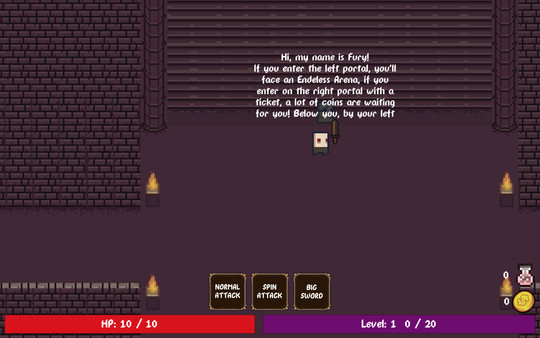 Hi, my name is Fury!
If you enter the left portal, you'll
face an Endless Arena, if you
enter on the right portal with a
ticket, a lot of coins are waiting
for you! Below you, by your left
NORMAL
ATTACK
SPIN
ATTACK
BIG
SWORD
0
0
HP: 10 / 10
Level: 1 0 / 20